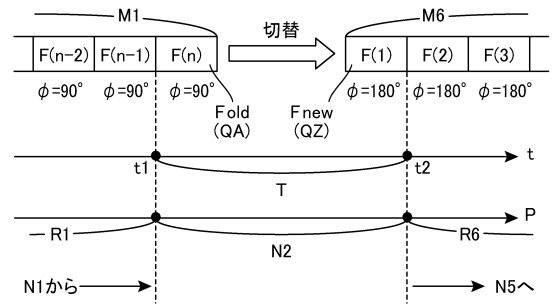 M1 M6
切替
F(n-2) F(n-1) F(n) F(1) F(2) F(3)
φ=90° φ=90° φ=90° φ=180° φ=180° φ=180°
Fold Fnew
(QA) (QZ)
t1 t2 t
T
P
R1 N2 R6
N1から N5へ